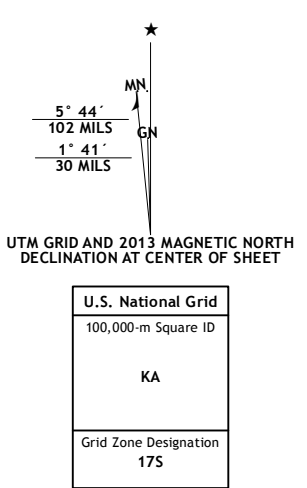 ★
MN
5° 44´
102 MILS
GN
1° 41´
30 MILS
UTM GRID AND 2013 MAGNETIC NORTH
DECLINATION AT CENTER OF SHEET
U.S. National Grid
100,000-m Square ID
KA
Grid Zone Designation
17S